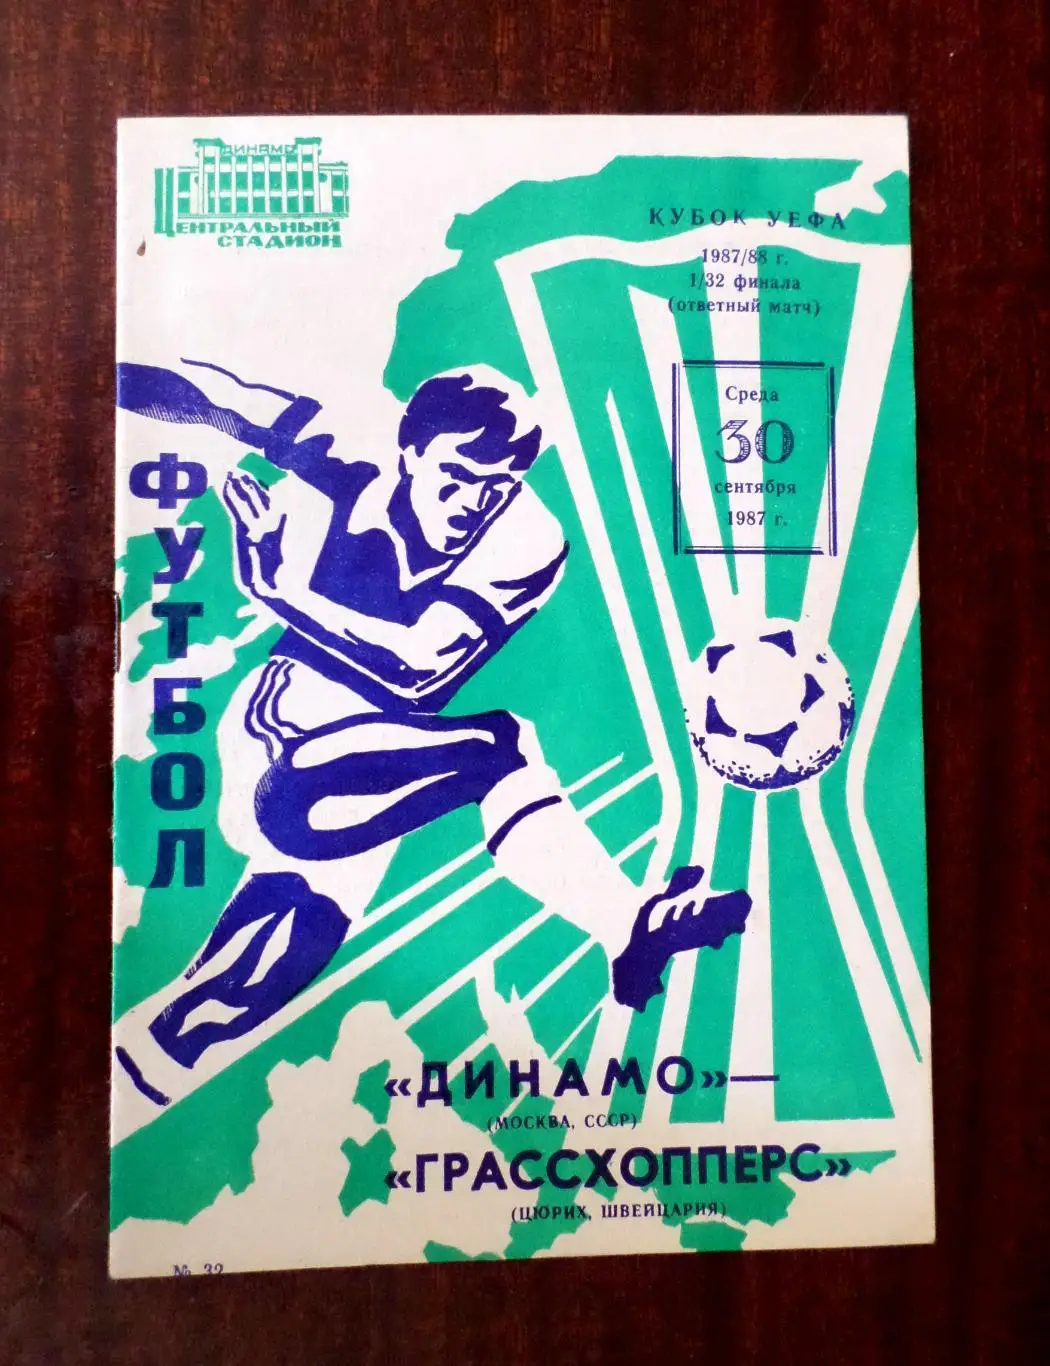 ДИНАМО
ЦЕНТРАЛЬНЫЙ
СТАДИОН
КУБОК УЕФА
1987/88 г.
1/32 финала
(ответный матч)
Среда
30
сентября
1987 г.
ФУТБОЛ
«ДИНАМО»—
(МОСКВА, СССР)
«ГРАССХОППЕРС»
(ЦЮРИХ, ШВЕЙЦАРИЯ)
№ 32